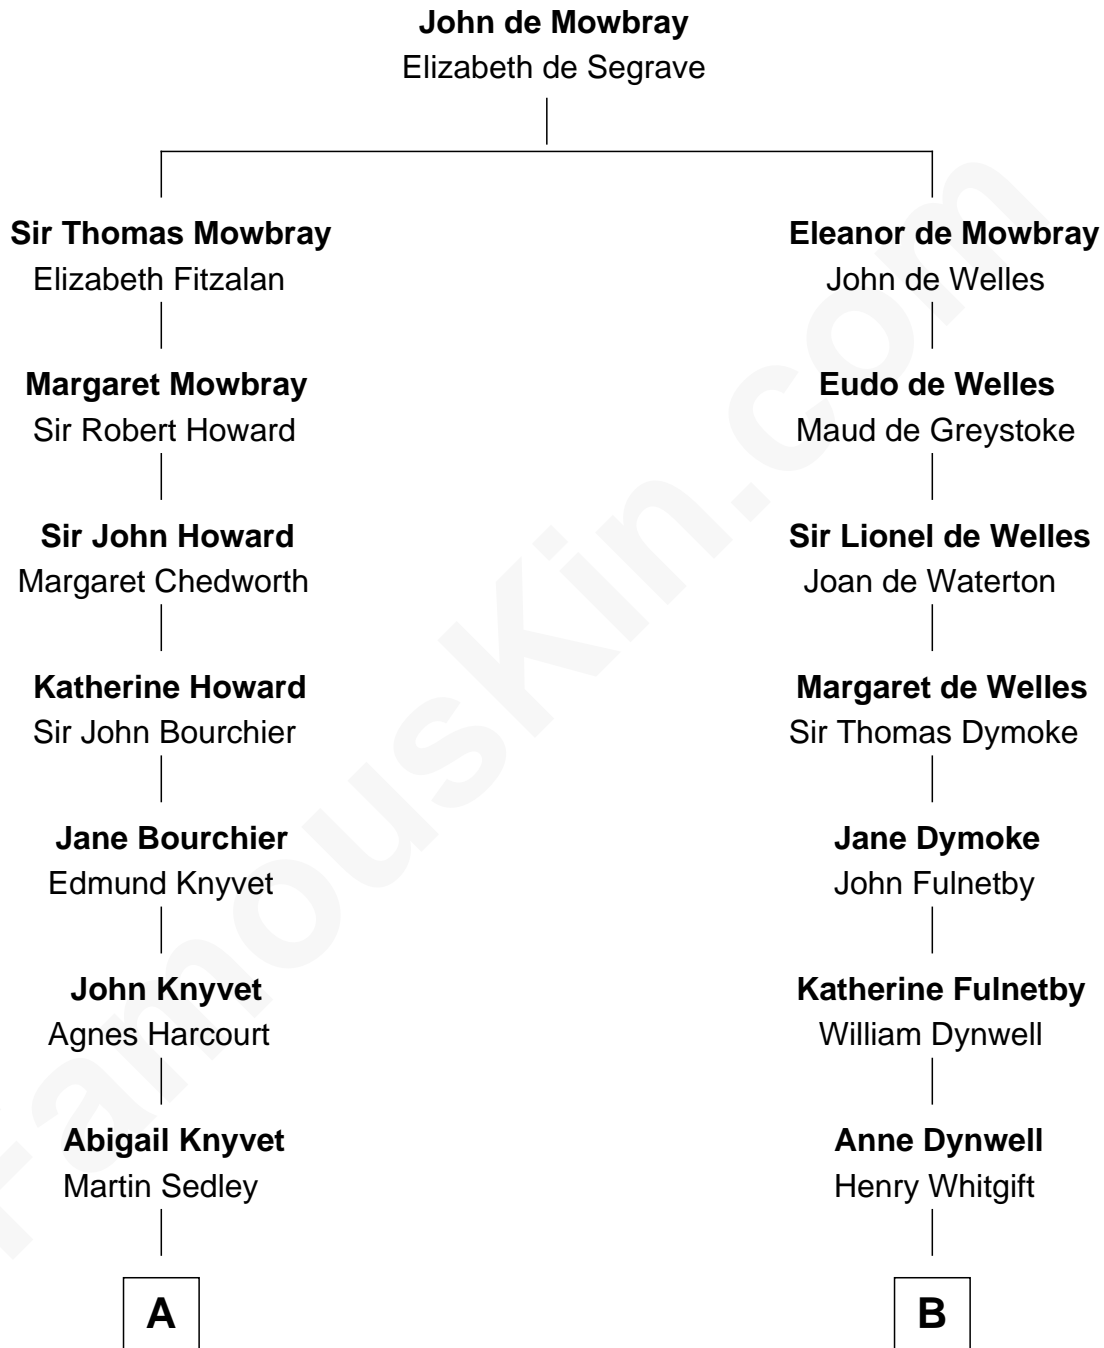 John de Mowbray
Elizabeth de Segrave
Sir Thomas Mowbray
Elizabeth Fitzalan
Eleanor de Mowbray
John de Welles
Margaret Mowbray
Sir Robert Howard
Eudo de Welles
Maud de Greystoke
Sir John Howard
Margaret Chedworth
Sir Lionel de Welles
Joan de Waterton
Katherine Howard
Sir John Bourchier
Margaret de Welles
Sir Thomas Dymoke
Jane Bourchier
Edmund Knyvet
Jane Dymoke
John Fulnetby
John Knyvet
Agnes Harcourt
Katherine Fulnetby
William Dynwell
Abigail Knyvet
Martin Sedley
Anne Dynwell
Henry Whitgift
A
B
FamousKin.com